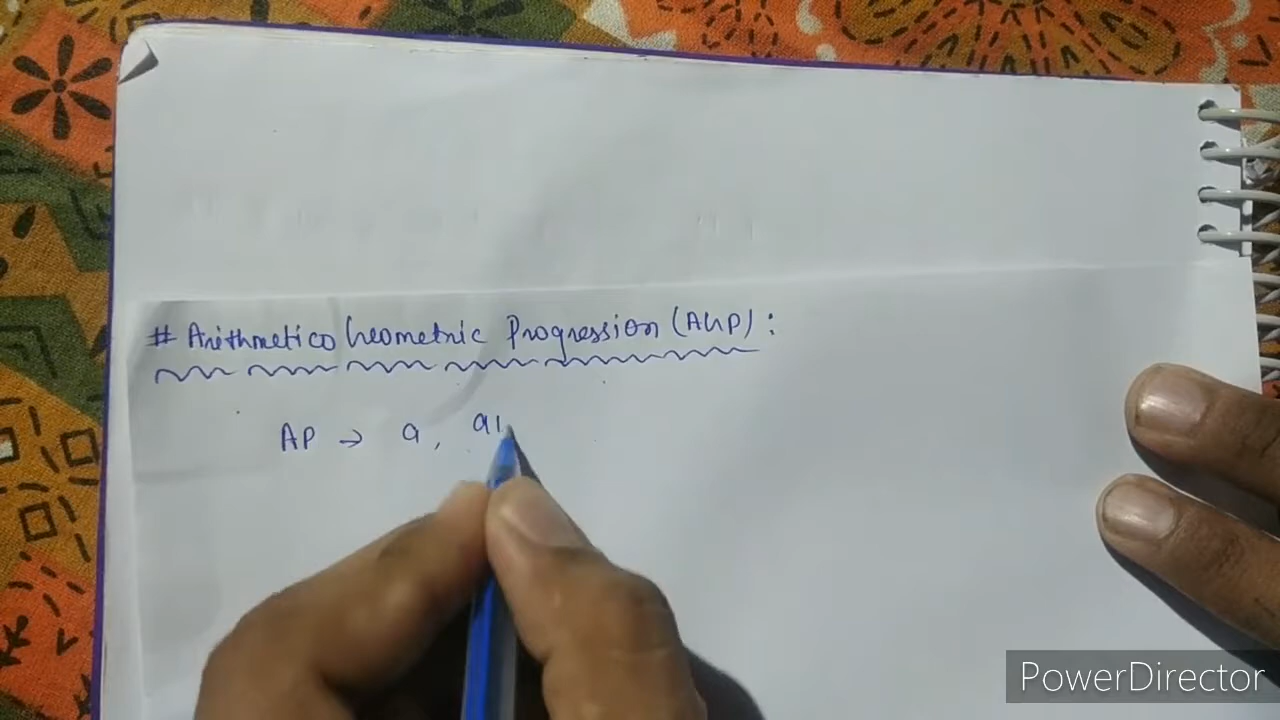 # Arithmetico Geometric Progression (AGP) :
AP → a,
PowerDirector